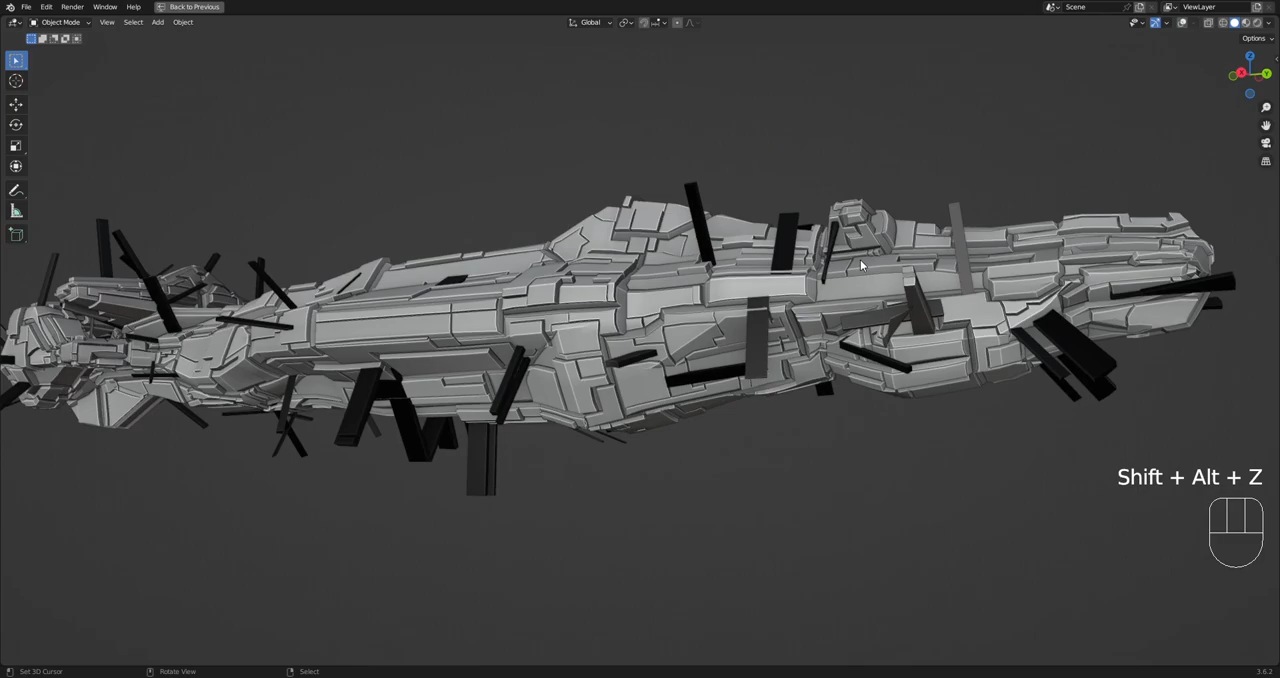 File Edit Render Window Help Back to Previous Scene ViewLayer
Object Mode View Select Add Object Global
Options
Z
X Y
Shift + Alt + Z
Set 3D Cursor Rotate View Select 3.6.2